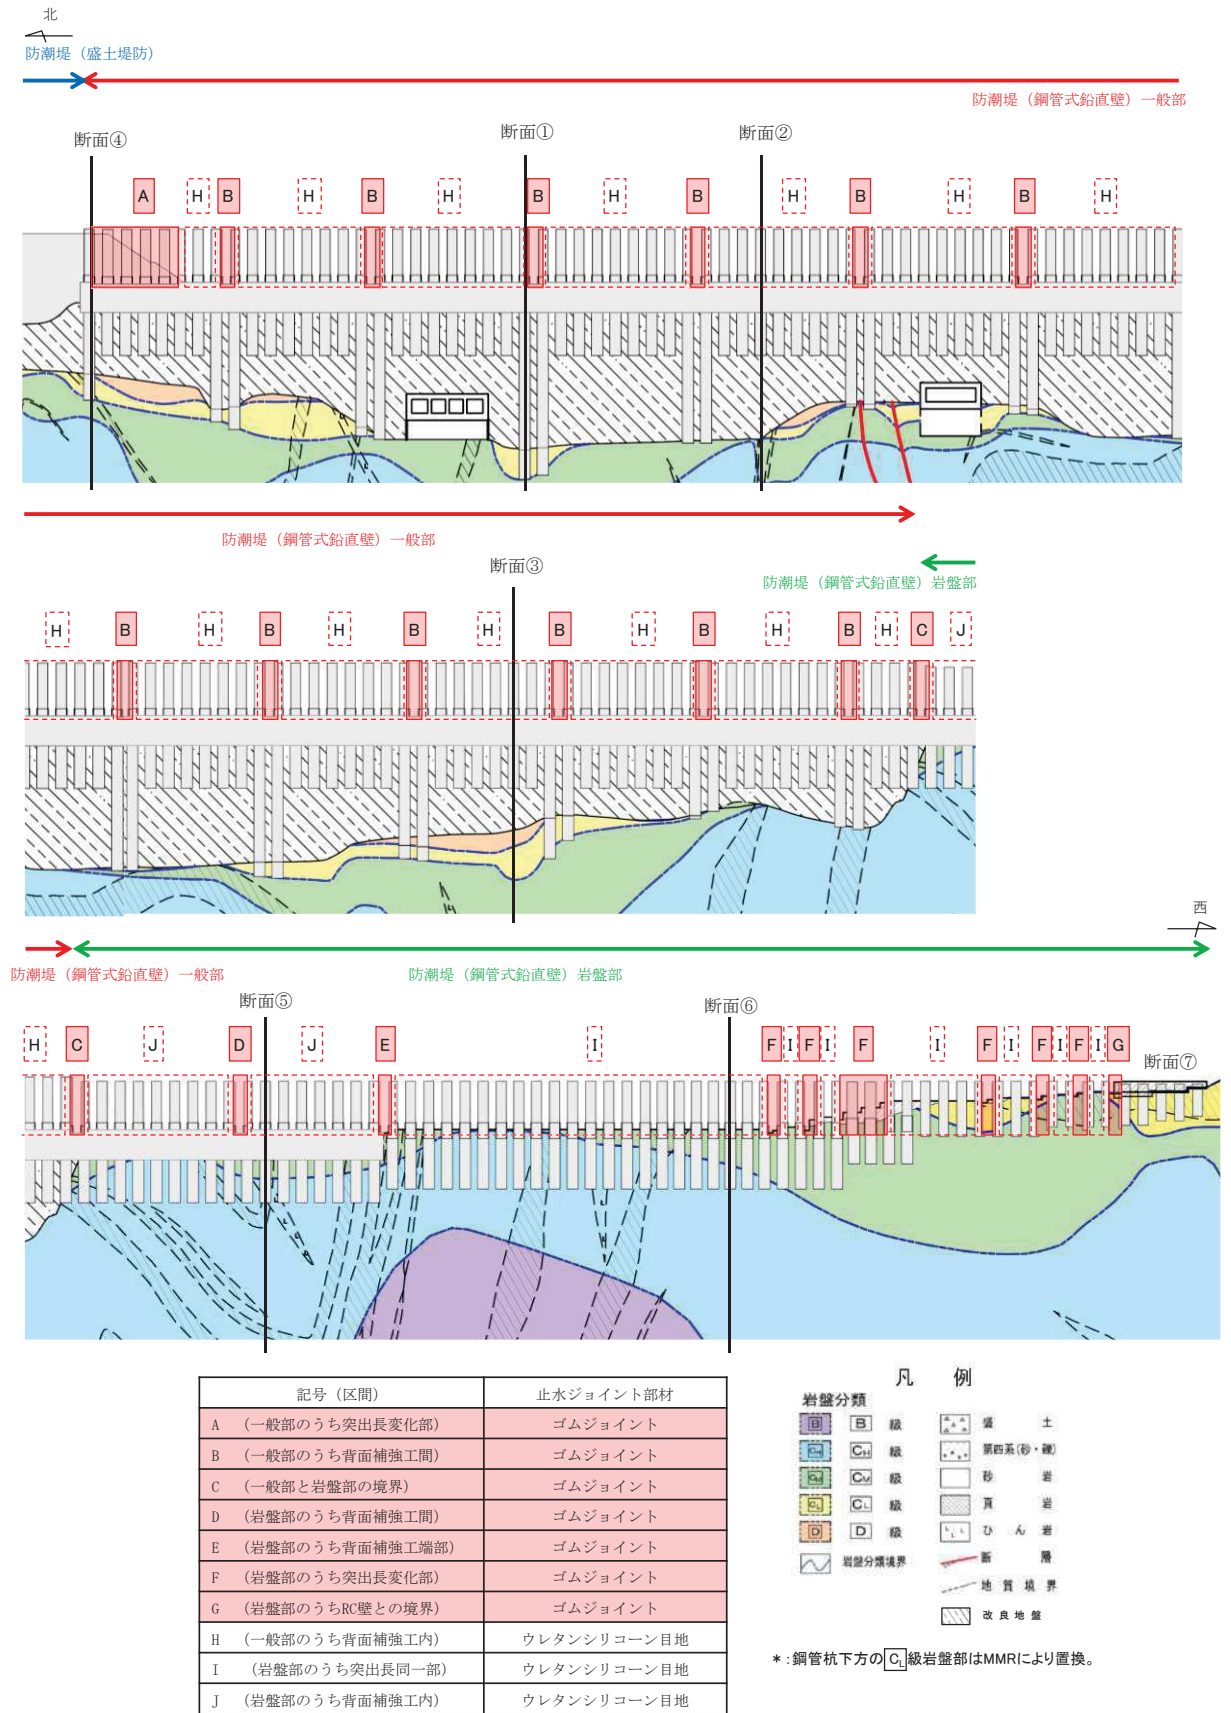 北
防潮堤（盛土堤防）
防潮堤（鋼管式鉛直壁）一般部
断面④
断面①
断面②
A H B H B H B H B H B H B H
防潮堤（鋼管式鉛直壁）一般部
断面③
防潮堤（鋼管式鉛直壁）岩盤部
H B H B H B H B H B H B H C J
西
防潮堤（鋼管式鉛直壁）一般部
防潮堤（鋼管式鉛直壁）岩盤部
断面⑤
断面⑥
H C J D J E I F I F I F I F I F I F I G
断面⑦
記号（区間） 止水ジョイント部材
A （一般部のうち突出長変化部） ゴムジョイント
B （一般部のうち背面補強工間） ゴムジョイント
C （一般部と岩盤部の境界） ゴムジョイント
D （岩盤部のうち背面補強工間） ゴムジョイント
E （岩盤部のうち背面補強工端部） ゴムジョイント
F （岩盤部のうち突出長変化部） ゴムジョイント
G （岩盤部のうちRC壁との境界） ゴムジョイント
H （一般部のうち背面補強工内） ウレタンシリコーン目地
I （岩盤部のうち突出長同一部） ウレタンシリコーン目地
J （岩盤部のうち背面補強工内） ウレタンシリコーン目地
凡 例
岩盤分類
B B 級 盛 土
CH CH 級 第四系(砂・礫)
CM CM 級 砂 岩
CL CL 級 頁 岩
D D 級 ひ ん 岩
岩盤分類境界 断 層
地 質 境 界
改 良 地 盤
＊:鋼管杭下方のCL級岩盤部はMMRにより置換。